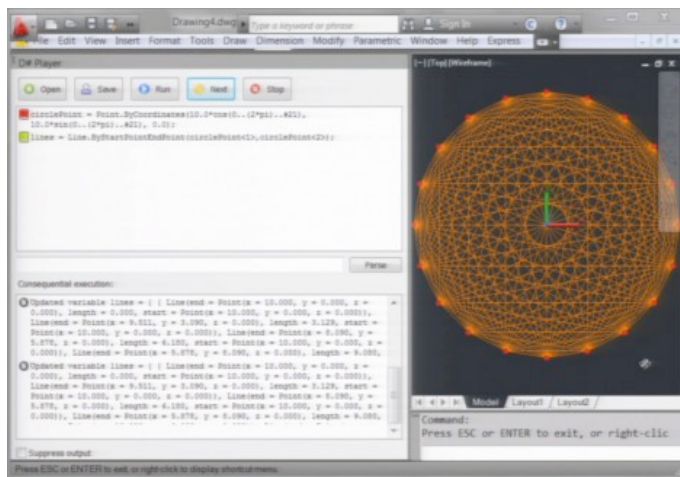 Drawing4.dwg
Type a keyword or phrase
Sign In
File Edit View Insert Format Tools Draw Dimension Modify Parametric Window Help Express
D# Player
Open Save Run Next Stop
circlePoint = Point.ByCoordinates(10.0*cos(0..(2*pi)..#21),
10.0*sin(0..(2*pi)..#21), 0.0);
lines = Line.ByStartPointEndPoint(circlePoint<1>,circlePoint<2>);
Parse
Consequential execution:
Updated variable lines = { { Line(end = Point(x = 10.000, y = 0.000, z =
0.000), length = 0.000, start = Point(x = 10.000, y = 0.000, z = 0.000)),
Line(end = Point(x = 9.511, y = 3.090, z = 0.000), length = 3.129, start =
Point(x = 10.000, y = 0.000, z = 0.000)), Line(end = Point(x = 8.090, y =
5.878, z = 0.000), length = 6.180, start = Point(x = 10.000, y = 0.000, z =
0.000)), Line(end = Point(x = 5.878, y = 8.090, z = 0.000), length = 9.080,
Updated variable lines = { { Line(end = Point(x = 10.000, y = 0.000, z =
0.000), length = 0.000, start = Point(x = 10.000, y = 0.000, z = 0.000)),
Line(end = Point(x = 9.511, y = 3.090, z = 0.000), length = 3.129, start =
Point(x = 10.000, y = 0.000, z = 0.000)), Line(end = Point(x = 8.090, y =
5.878, z = 0.000), length = 6.180, start = Point(x = 10.000, y = 0.000, z =
0.000)), Line(end = Point(x = 5.878, y = 8.090, z = 0.000), length = 9.080,
Suppress output
Press ESC or ENTER to exit, or right-click to display shortcut-menu.
[-][Top][Wireframe]
Model Layout1 Layout2
Command:
Press ESC or ENTER to exit, or right-clic